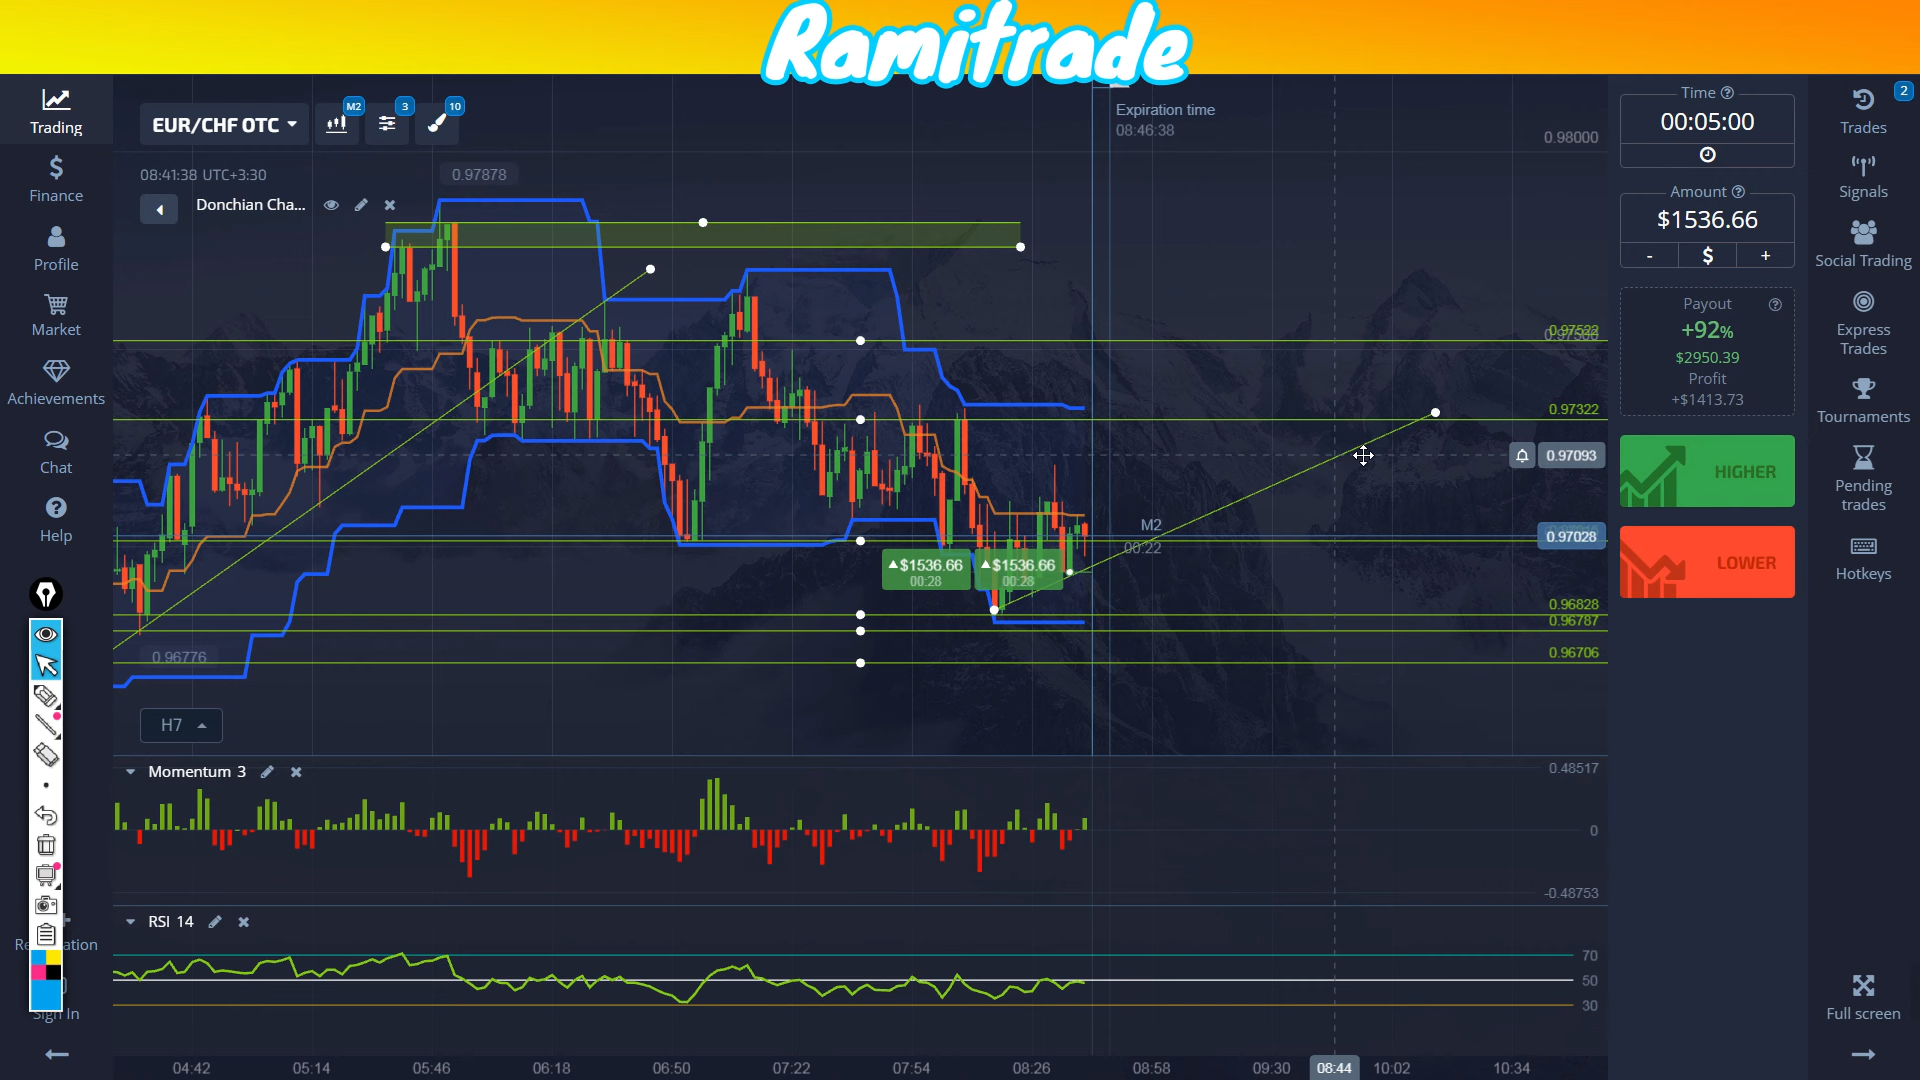 Ramitrade
Trading
Finance
Profile
Market
Achievements
Chat
Help
Sign In
EUR/CHF OTC
M2
3
10
08:41:38 UTC+3:30
0.97878
Donchian Cha...
Expiration time
08:46:38
0.98000
0.97322
0.97093
0.97028
0.96828
0.96787
0.96706
M2
00:22
$1536.66
00:28
$1536.66
00:28
0.96776
H7
Momentum 3
0.48517
0
-0.48753
RSI 14
70
50
30
04:42
05:14
05:46
06:18
06:50
07:22
07:54
08:26
08:58
09:30
08:44
10:02
10:34
Time
00:05:00
Amount
$1536.66
- $ +
Payout
+92%
$2950.39
Profit
+$1413.73
HIGHER
LOWER
2
Trades
Signals
Social Trading
Express
Trades
Tournaments
Pending
trades
Hotkeys
Full screen